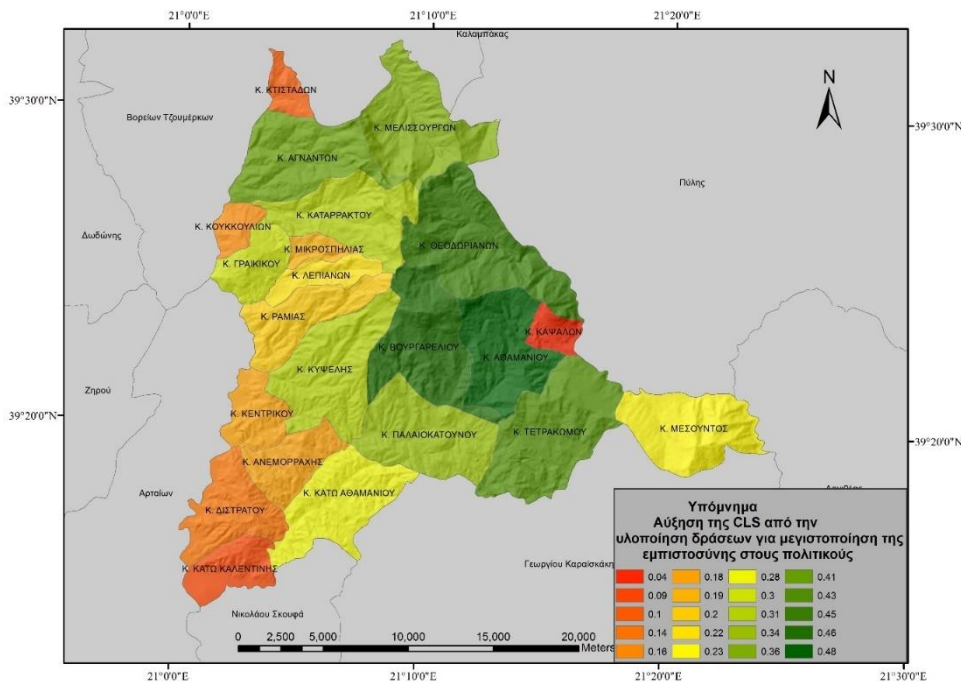 21°0'0"E
21°10'0"E
21°20'0"E
Καλαμπάκας
39°30'0"N
Κ. ΚΤΙΣΤΑΔΩΝ
N
Βορείων Τζουμέρκων
Κ. ΜΕΛΙΣΣΟΥΡΓΩΝ
39°30'0"N
Κ. ΑΓΝΑΝΤΩΝ
Πύλης
Κ. ΚΑΤΑΡΡΑΚΤΟΥ
Κ. ΚΟΥΚΚΟΥΛΙΩΝ
Δωδώνης
Κ. ΜΙΚΡΟΣΠΗΛΙΑΣ
Κ. ΘΕΟΔΩΡΙΑΝΩΝ
Κ. ΓΡΑΙΚΙΚΟΥ
Κ. ΛΕΠΙΑΝΩΝ
Κ. ΡΑΜΙΑΣ
Κ. ΚΑΨΑΛΩΝ
Κ. ΒΟΥΡΓΑΡΕΛΙΟΥ
Κ. ΑΘΑΜΑΝΙΟΥ
Κ. ΚΥΨΕΛΗΣ
Ζηρού
39°20'0"N
Κ. ΚΕΝΤΡΙΚΟΥ
Κ. ΜΕΣΟΥΝΤΟΣ
Κ. ΠΑΛΑΙΟΚΑΤΟΥΝΟΥ
Κ. ΤΕΤΡΑΚΩΜΟΥ
39°20'0"N
Κ. ΑΝΕΜΟΡΡΑΧΗΣ
Αρταίων
Κ. ΚΑΤΩ ΑΘΑΜΑΝΙΟΥ
Κ. ΔΙΣΤΡΑΤΟΥ
Κ. ΚΑΤΩ ΚΑΛΕΝΤΙΝΗΣ
Γεωργίου Καραϊσκάκη
Νικολάου Σκουφά
0 2,500 5,000 10,000 15,000 20,000
Meters
Υπόμνημα
Αύξηση της CLS από την
υλοποίηση δράσεων για μεγιστοποίηση της
εμπιστοσύνης στους πολιτικούς
0.04 0.18 0.28 0.41
0.09 0.19 0.3 0.43
0.1 0.2 0.31 0.45
0.14 0.22 0.34 0.46
0.16 0.23 0.36 0.48
21°0'0"E
21°10'0"E
21°20'0"E
21°30'0"E